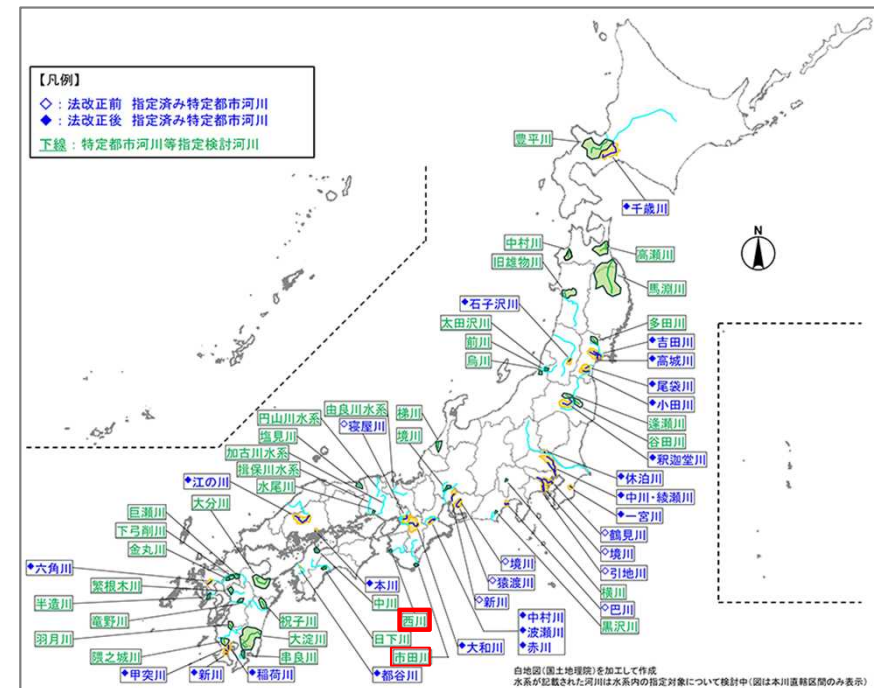 【凡例】
◇：法改正前　指定済み特定都市河川
◆：法改正後　指定済み特定都市河川
下線：特定都市河川等指定検討河川
豊平川
◆千歳川
N
中村川
高瀬川
旧雄物川
馬淵川
◆石子沢川
太田沢川
多田川
前川
◆吉田川
烏川
◆高城川
◆尾袋川
◆小田川
由良川水系
梯川
円山川水系
◇寝屋川
逢瀬川
塩見川
境川
谷田川
加古川水系
◆釈迦堂川
揖保川水系
◆江の川
水尾川
◆休泊川
大分川
◆中川・綾瀬川
巨瀬川
◆一宮川
下弓削川
◇鶴見川
金丸川
◇境川
◆六角川
◇境川
◇引地川
繁根木川
◆本川
◇猿渡川
横川
半造川
中川
◇新川
◇巴川
竜野川
祝子川
西川
◆中村川
黒沢川
羽月川
大淀川
日下川
◆波瀬川
隈之城川
串良川
市田川
◆大和川
◆赤川
◆甲突川
◆新川
◆稲荷川
◆都谷川
白地図(国土地理院)を加工して作成
水系が記載された河川は水系内の指定対象について検討中(図は本川直轄区間のみ表示)